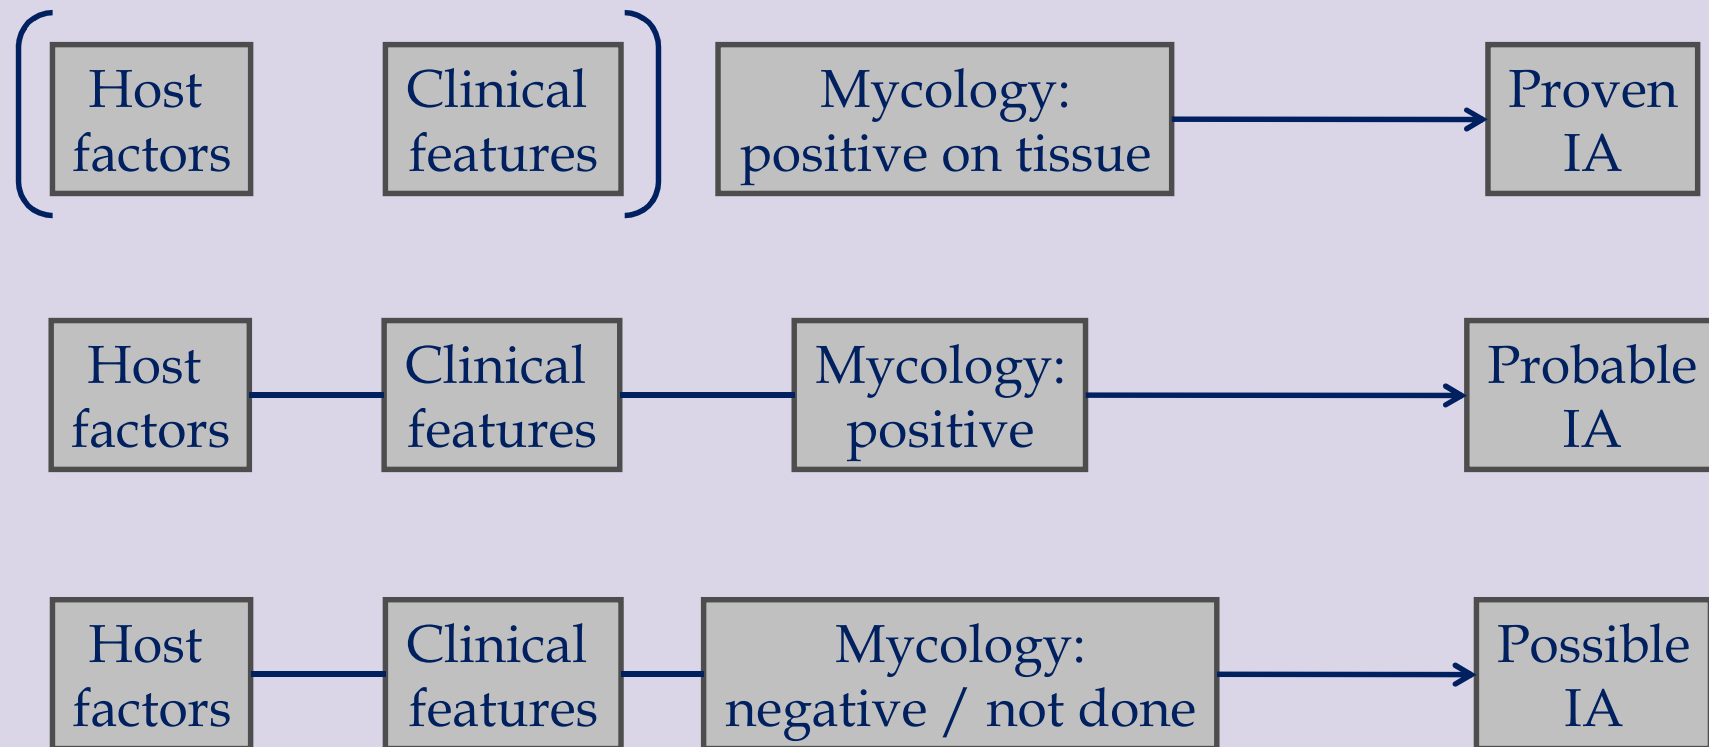 Host
factors
Clinical
features
Mycology:
positive on tissue
Proven
IA
Host
factors
Clinical
features
Mycology:
positive
Probable
IA
Host
factors
Clinical
features
Mycology:
negative / not done
Possible
IA